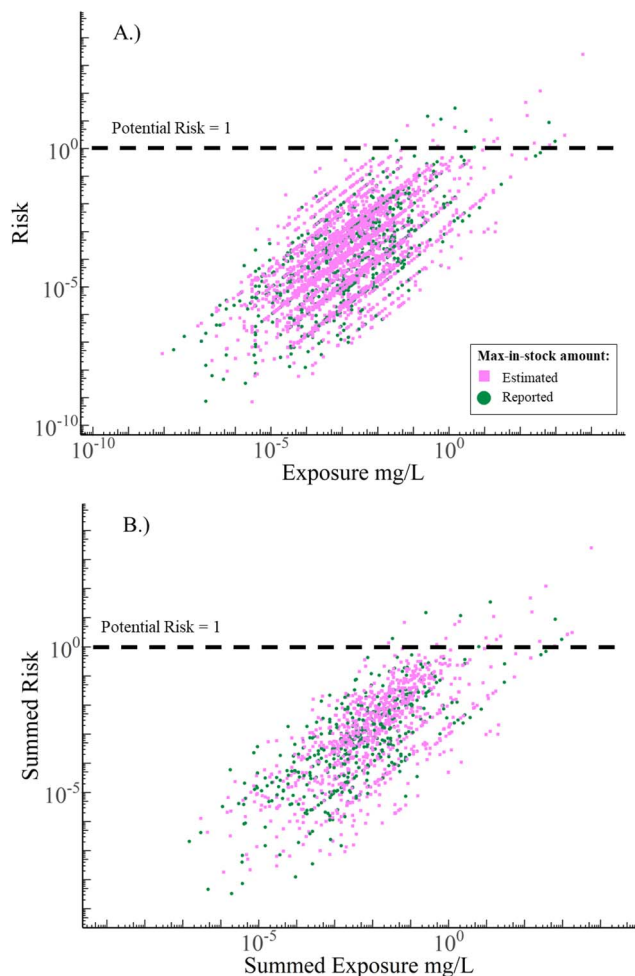 A.)
Potential Risk = 1
10^0
Risk
10^-5
Max-in-stock amount:
Estimated
Reported
10^-10
10^-10
10^-5
10^0
Exposure mg/L
B.)
Potential Risk = 1
10^0
Summed Risk
10^-5
10^-5
10^0
Summed Exposure mg/L